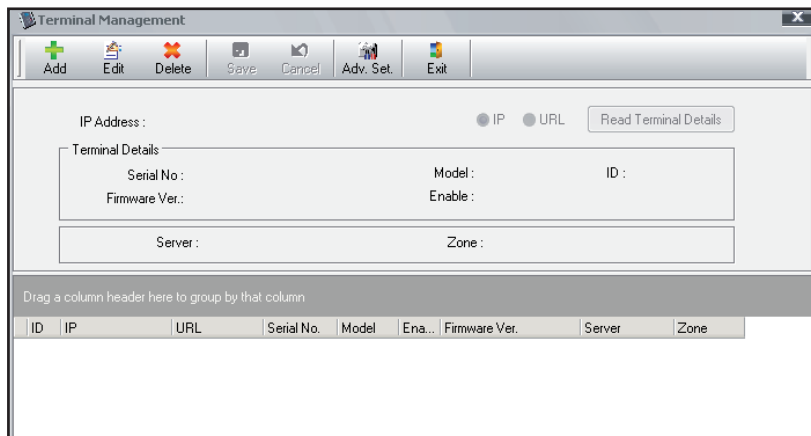 Terminal Management
Add Edit Delete Save Cancel Adv. Set. Exit
IP Address : IP URL Read Terminal Details
Terminal Details
Serial No : Model : ID :
Firmware Ver.: Enable :
Server : Zone :
Drag a column header here to group by that column
ID IP URL Serial No. Model Ena... Firmware Ver. Server Zone